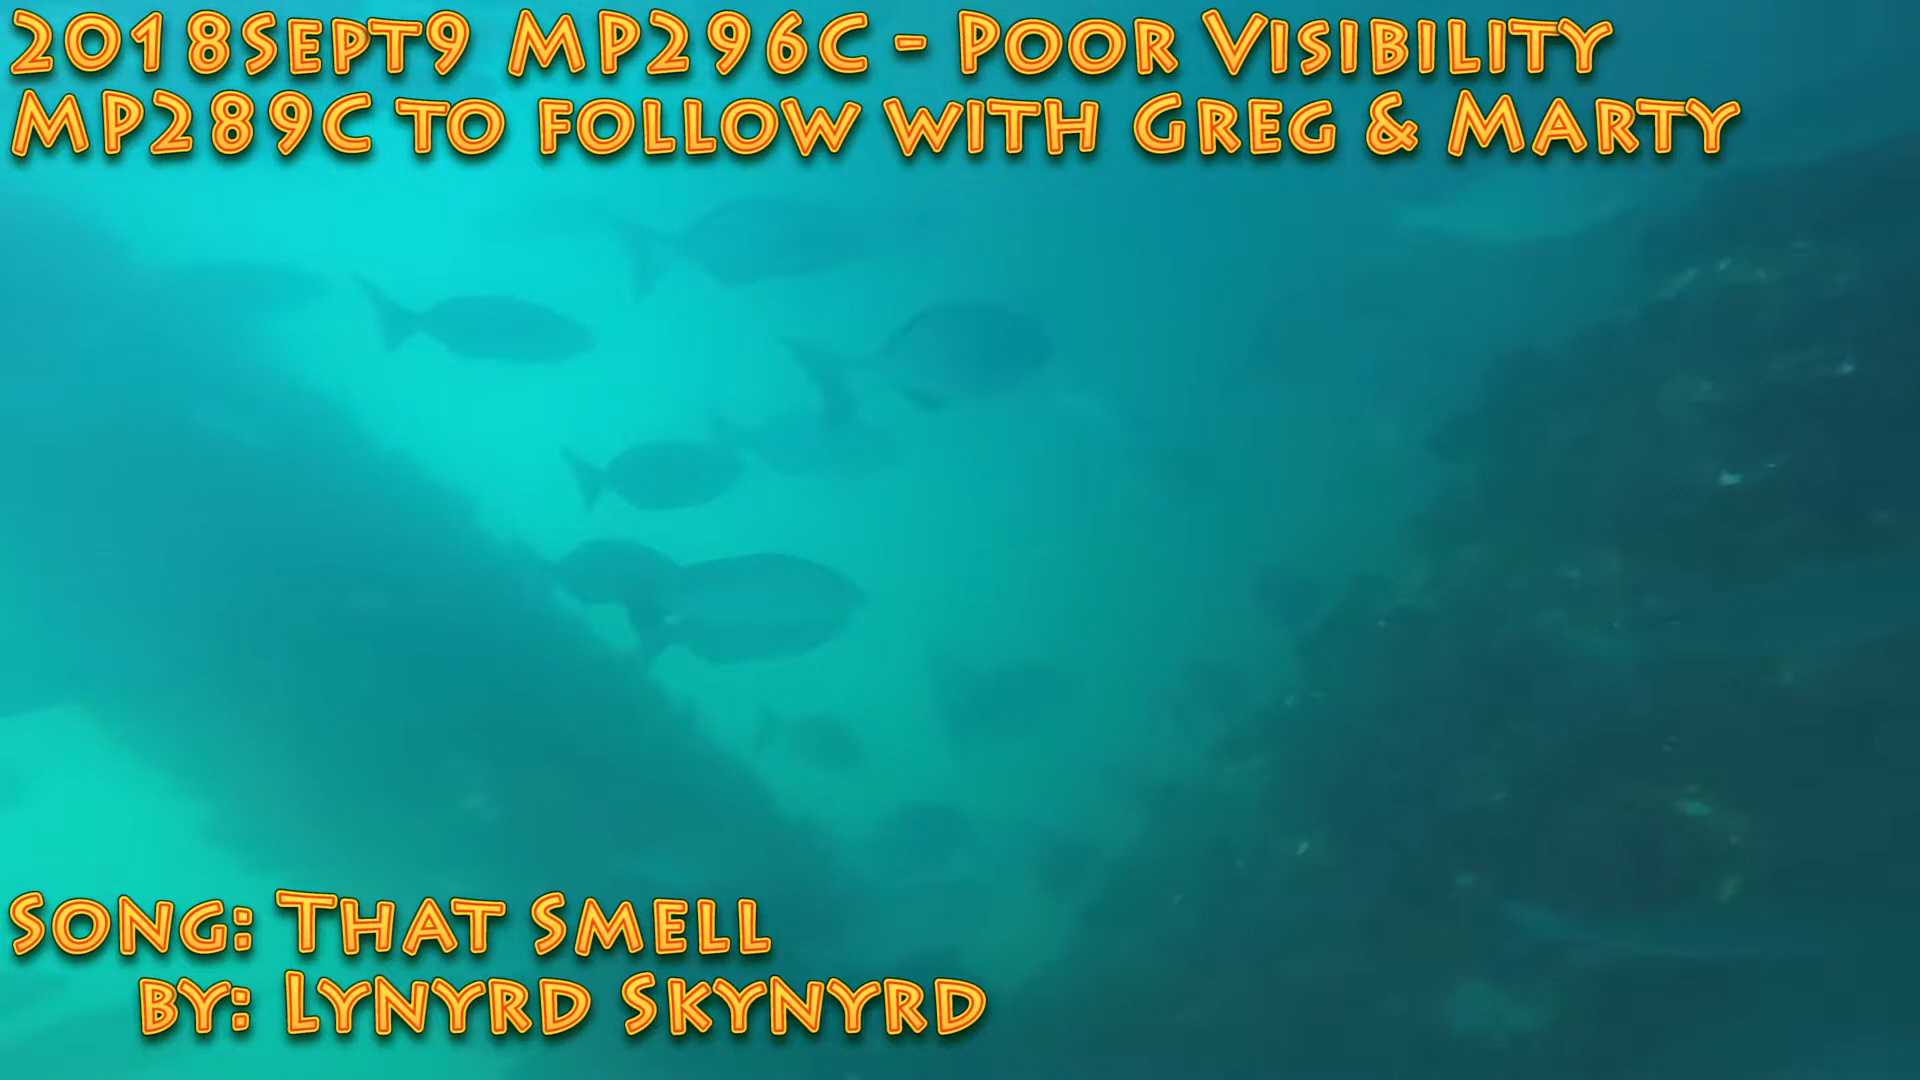 2018Sept9 MP296C - Poor Visibility
MP289C to follow with Greg & Marty
Song: That Smell
by: Lynyrd Skynyrd